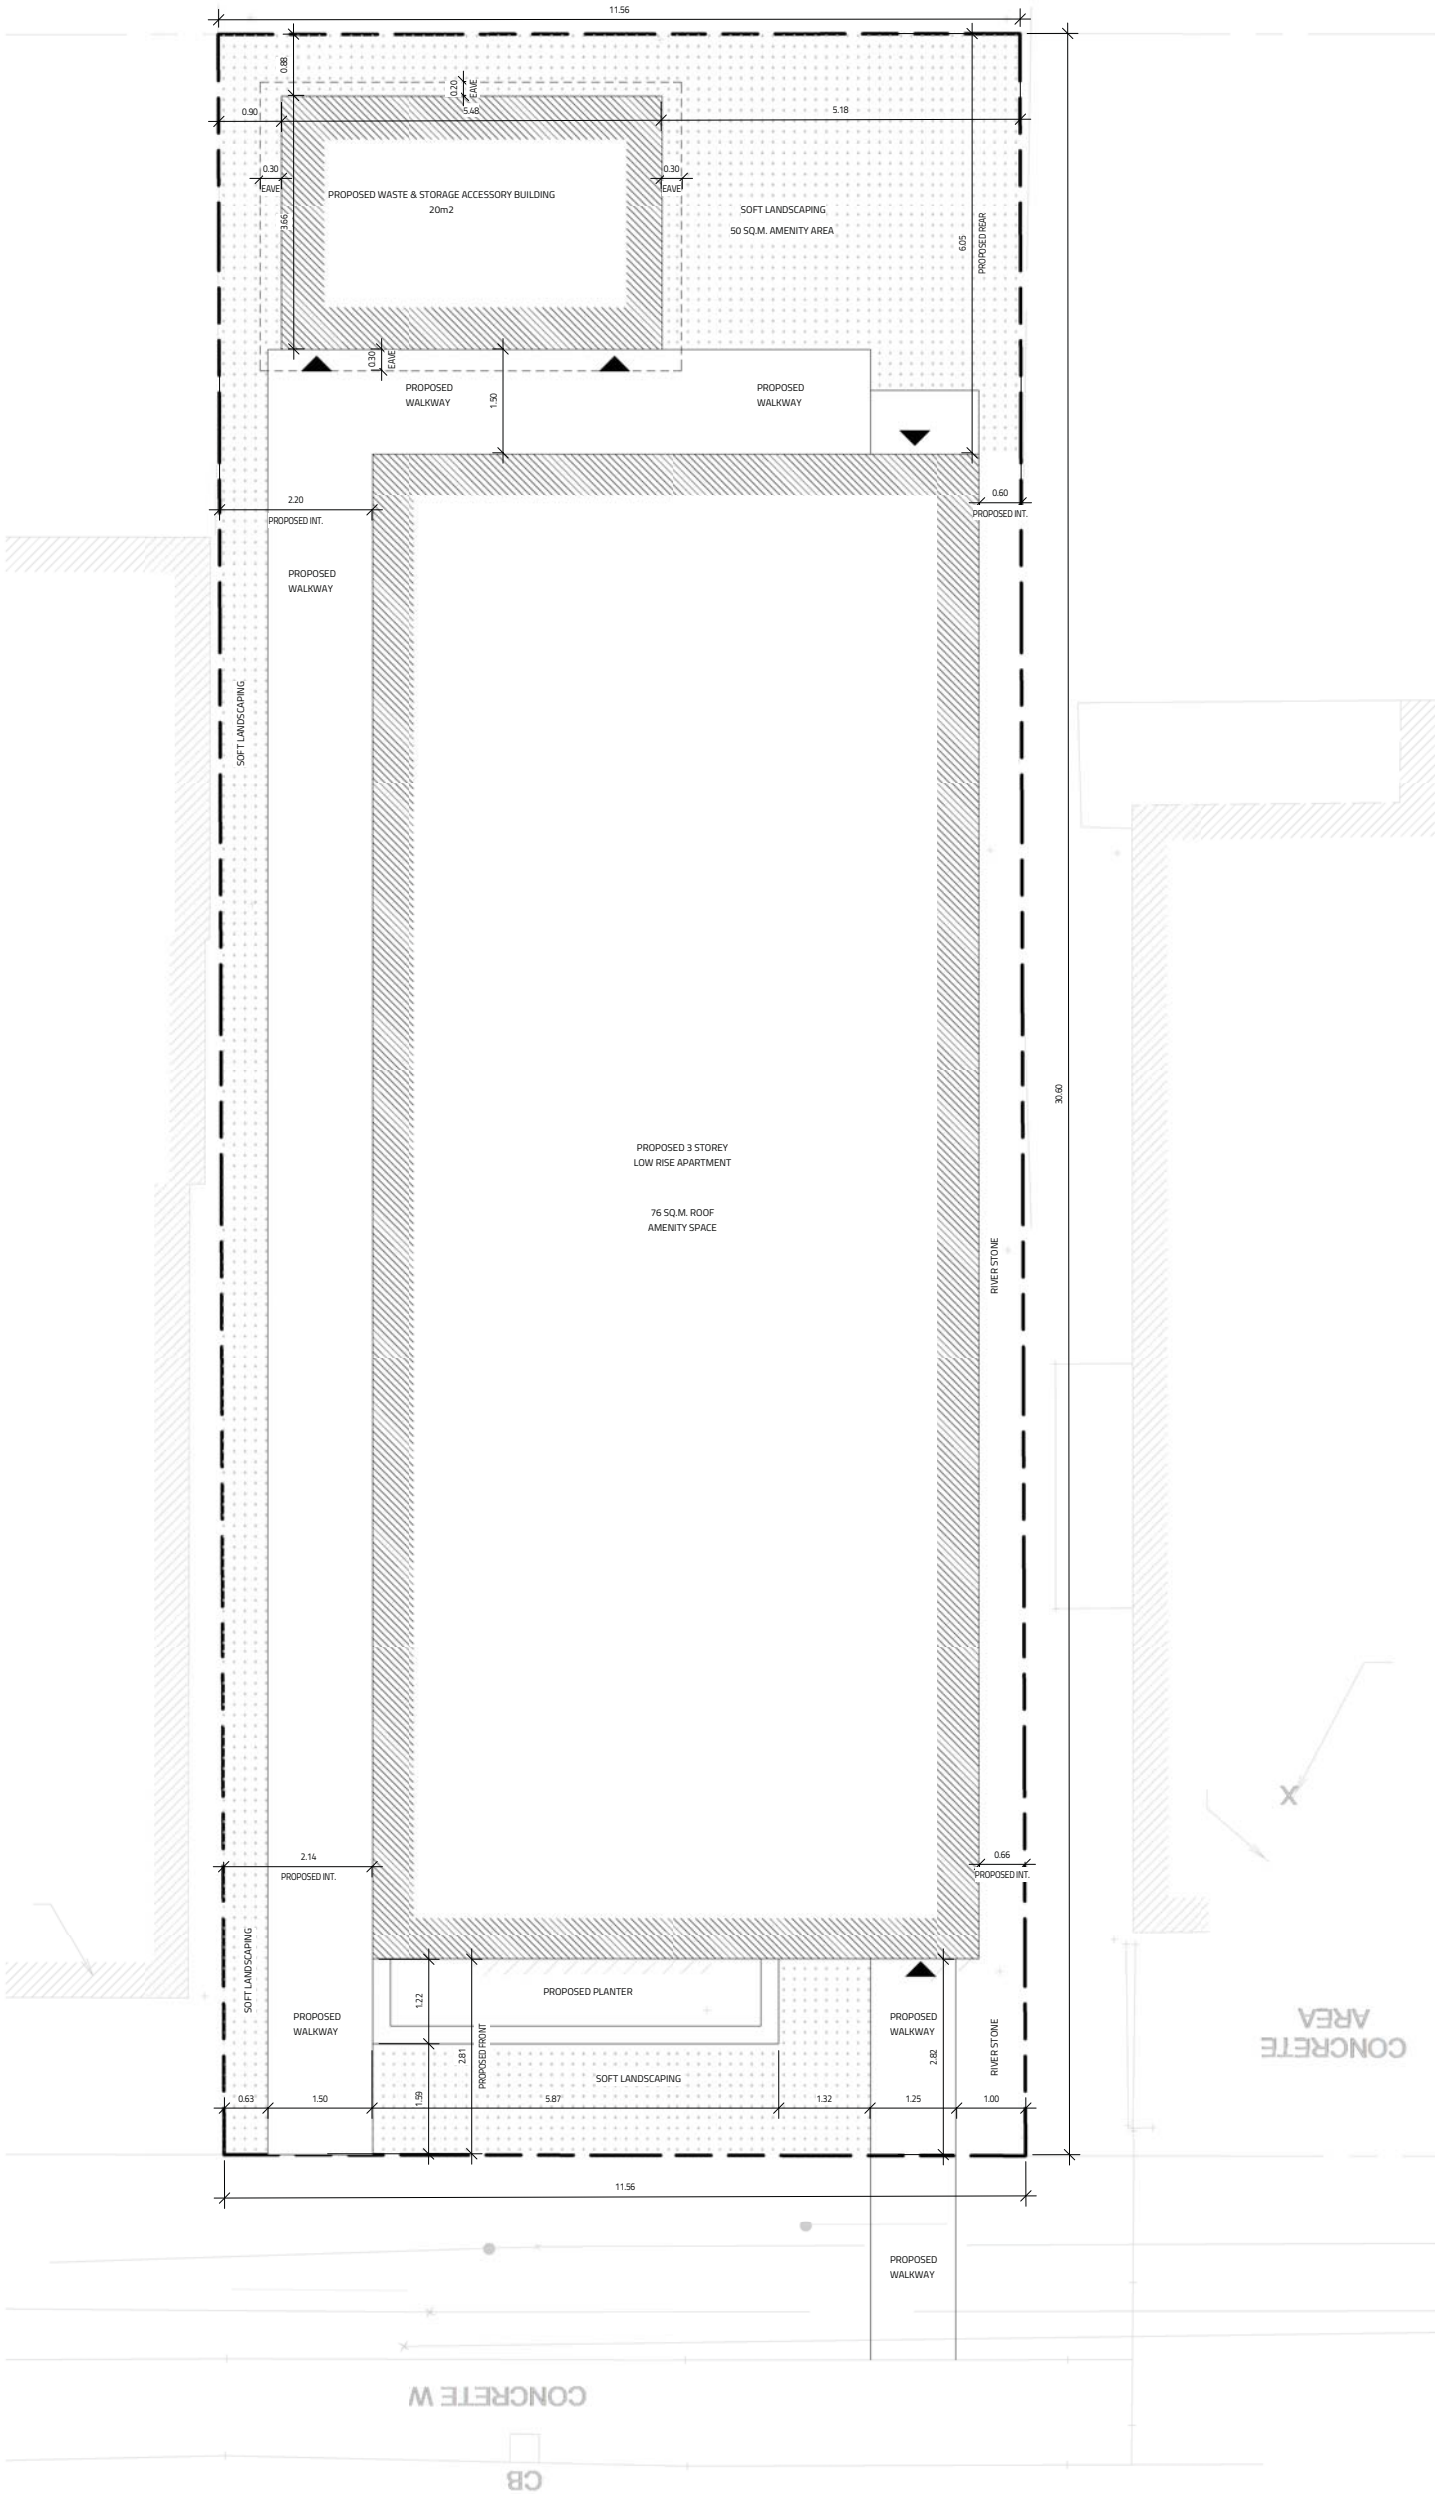 11.56
0.88
0.20
EAVE
0.90
5.48
5.18
0.30
EAVE
0.30
EAVE
PROPOSED WASTE & STORAGE ACCESSORY BUILDING
20m2
3.66
SOFT LANDSCAPING
50 SQ.M. AMENITY AREA
6.05
PROPOSED REAR
0.30
EAVE
PROPOSED
WALKWAY
1.50
PROPOSED
WALKWAY
2.20
PROPOSED INT.
0.60
PROPOSED INT.
PROPOSED
WALKWAY
SOFT LANDSCAPING
30.60
PROPOSED 3 STOREY
LOW RISE APARTMENT
76 SQ.M. ROOF
AMENITY SPACE
RIVER STONE
X
2.14
PROPOSED INT.
0.66
PROPOSED INT.
SOFT LANDSCAPING
PROPOSED PLANTER
1.22
PROPOSED
WALKWAY
PROPOSED
WALKWAY
2.81
PROPOSED FRONT
2.82
RIVER STONE
CONCRETE
AREA
SOFT LANDSCAPING
1.59
0.63
1.50
5.87
1.32
1.25
1.00
11.56
PROPOSED
WALKWAY
CONCRETE W
CB